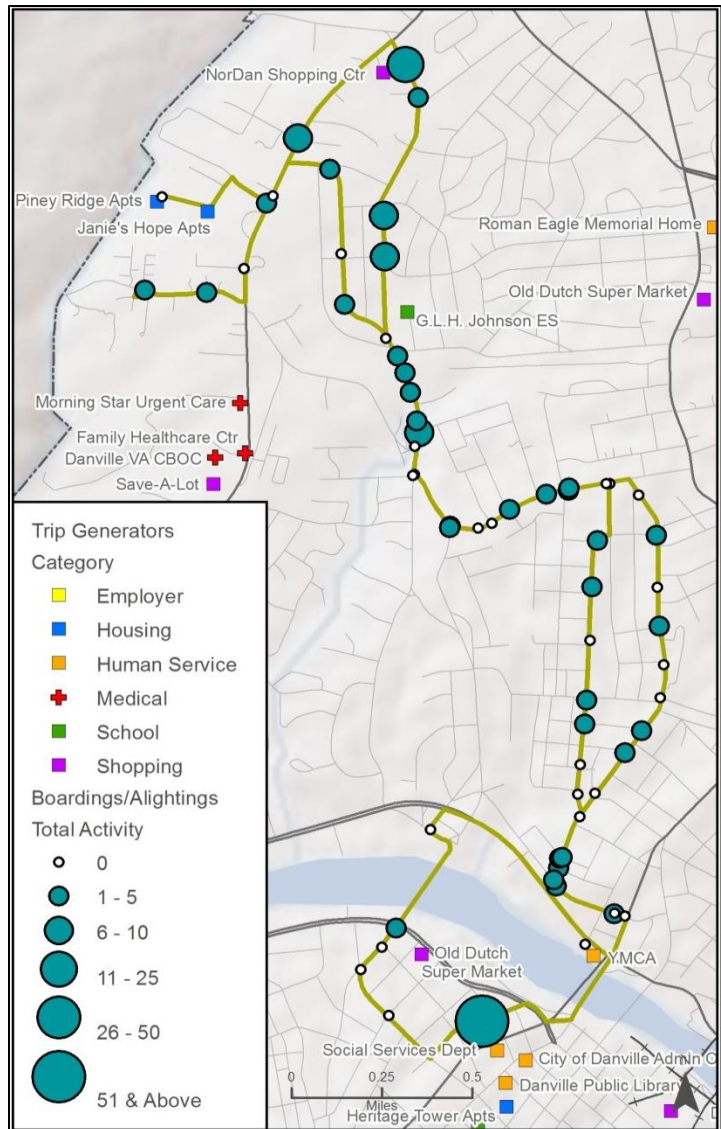 NorDan Shopping Ctr
Piney Ridge Apts
Janie's Hope Apts
Roman Eagle Memorial Home
Old Dutch Super Market
G.L.H. Johnson ES
Morning Star Urgent Care
Family Healthcare Ctr
Danville VA CBOC
Save-A-Lot
Trip Generators
Category
Employer
Housing
Human Service
Medical
School
Shopping
Boardings/Alightings
Total Activity
0
1 - 5
6 - 10
11 - 25
26 - 50
51 & Above
Old Dutch
Super Market
YMCA
Social Services Dept
City of Danville Admin C
Danville Public Library
Heritage Tower Apts
0 0.25 0.5
Miles
D